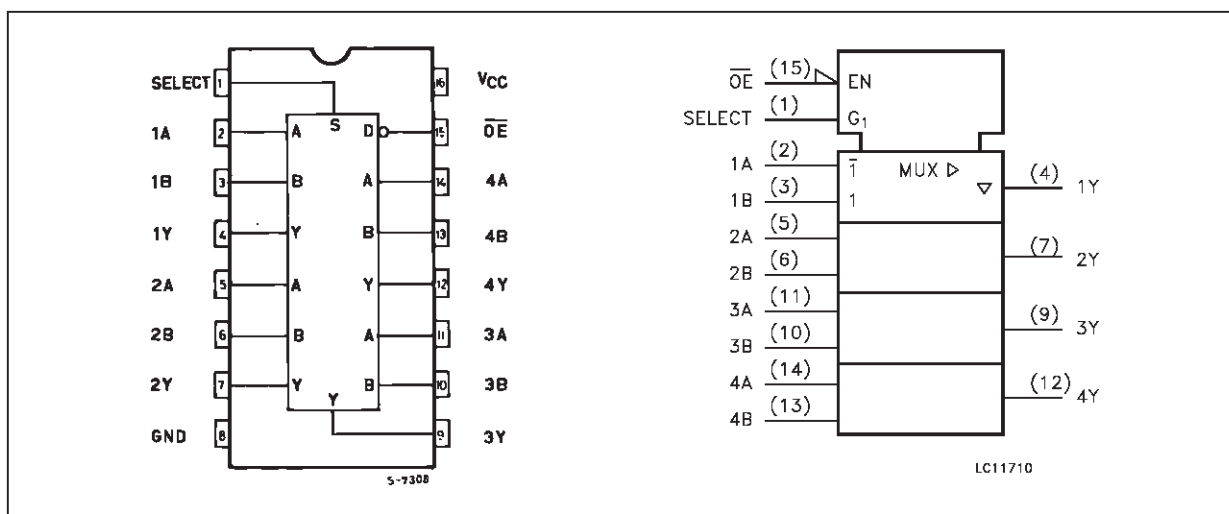 SELECT 1 16 VCC
S
1A 2 A D 15 O̅E̅
1B 3 B A 14 4A
1Y 4 Y B 13 4B
2A 5 A Y 12 4Y
2B 6 B A 11 3A
2Y 7 Y B 10 3B
Y
GND 8 9 3Y
S-7308
O̅E̅ (15) EN
SELECT (1) G1
1A (2) 1̅ MUX ▷
1B (3) 1
▽ (4) 1Y
2A (5)
2B (6)
(7) 2Y
3A (11)
3B (10)
(9) 3Y
4A (14)
4B (13)
(12) 4Y
LC11710